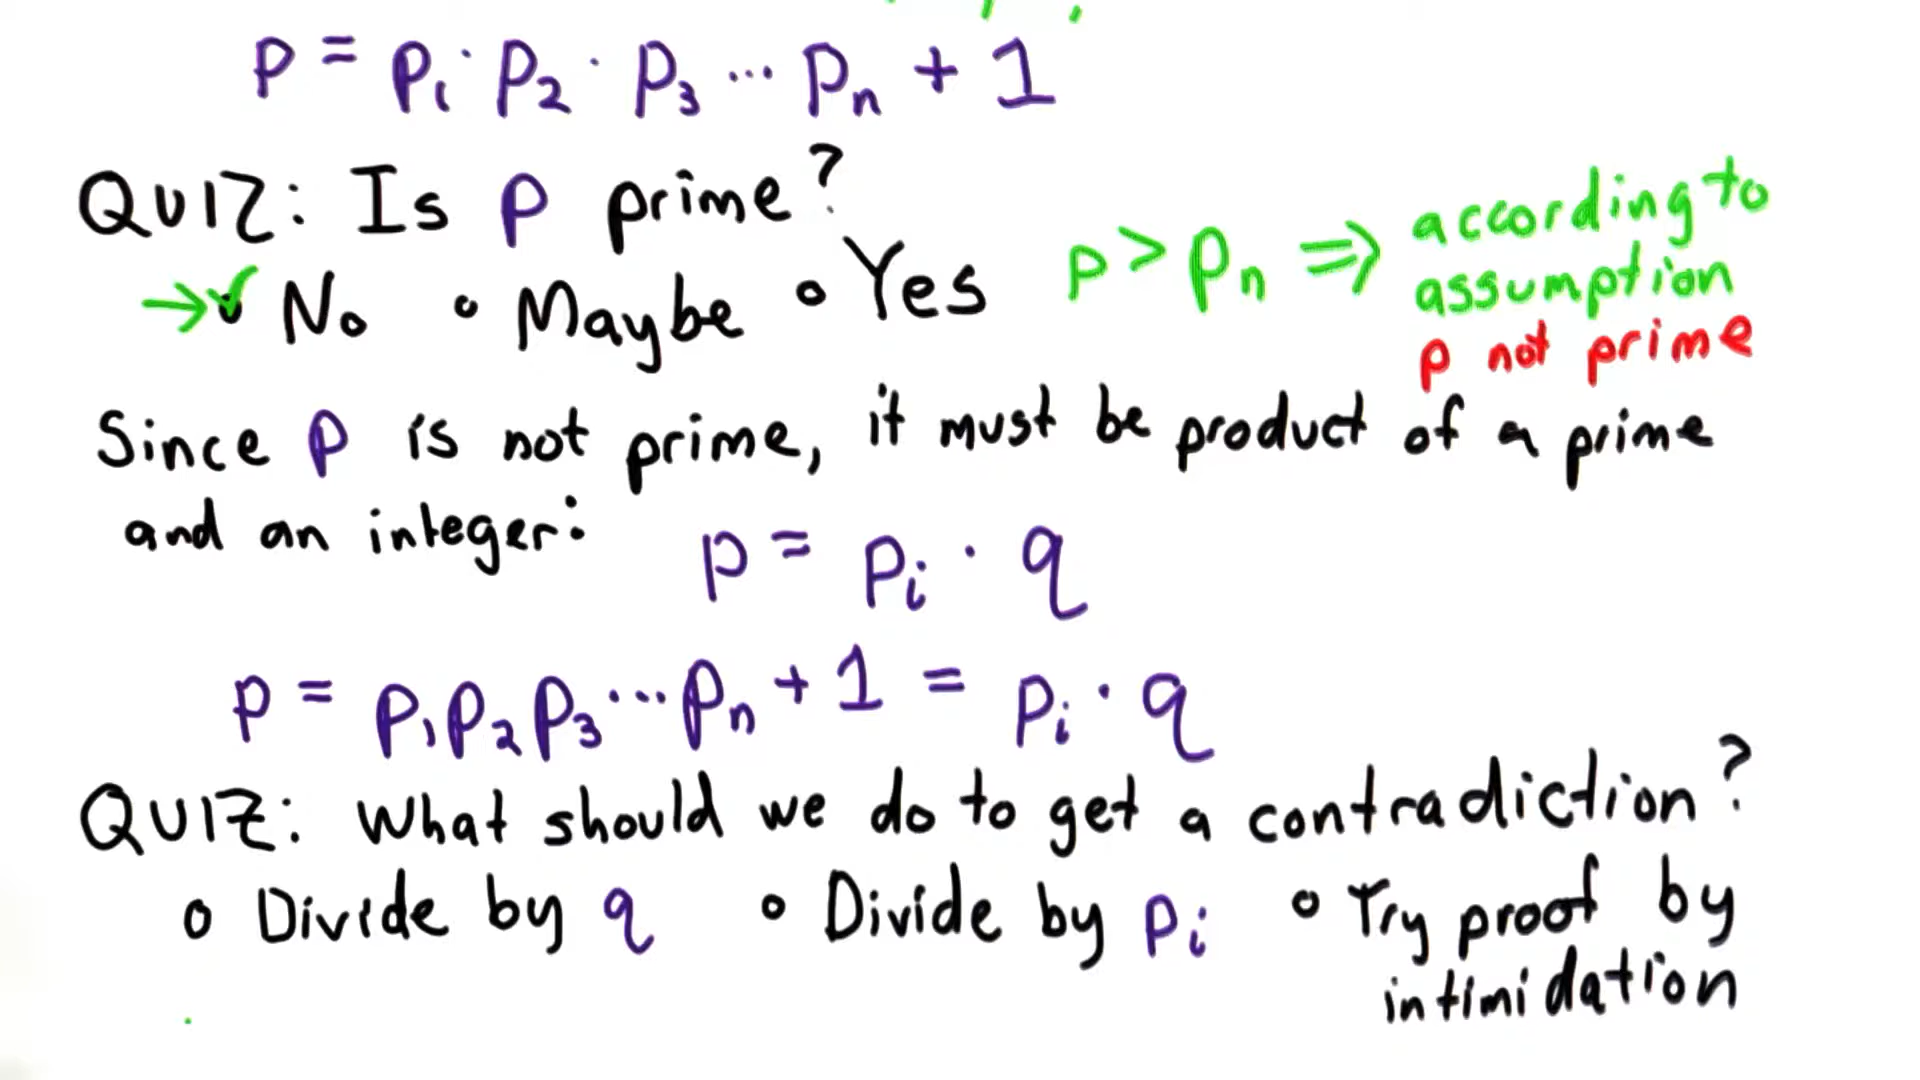 p = p₁ · p₂ · p₃ ... pₙ + 1
QUIZ: Is p prime?
→✓ No ∘ Maybe ∘ Yes
p > pₙ ⇒ according to
assumption
p not prime
Since p is not prime, it must be product of a prime
and an integer:
p = pᵢ · q
p = p₁p₂p₃...pₙ + 1 = pᵢ · q
QUIZ: What should we do to get a contradiction?
∘ Divide by q ∘ Divide by pᵢ ∘ Try proof by
intimidation